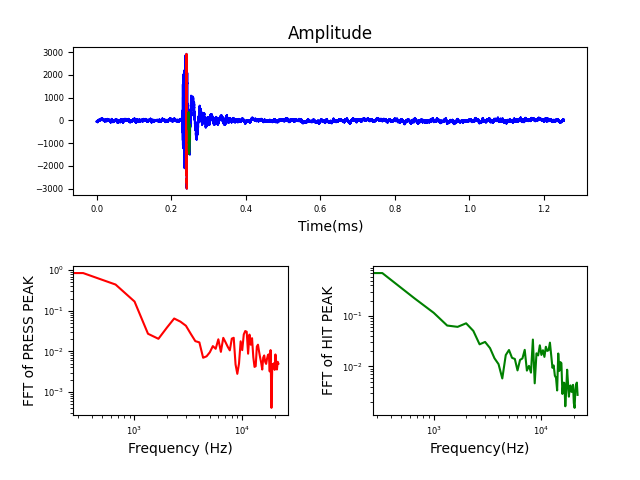 Amplitude
3000
2000
1000
0
−1000
−2000
−3000
0.0 0.2 0.4 0.6 0.8 1.0 1.2
Time(ms)
FFT of PRESS PEAK
10⁰
10⁻¹
10⁻²
10⁻³
10³ 10⁴
Frequency (Hz)
FFT of HIT PEAK
10⁻¹
10⁻²
10³ 10⁴
Frequency(Hz)